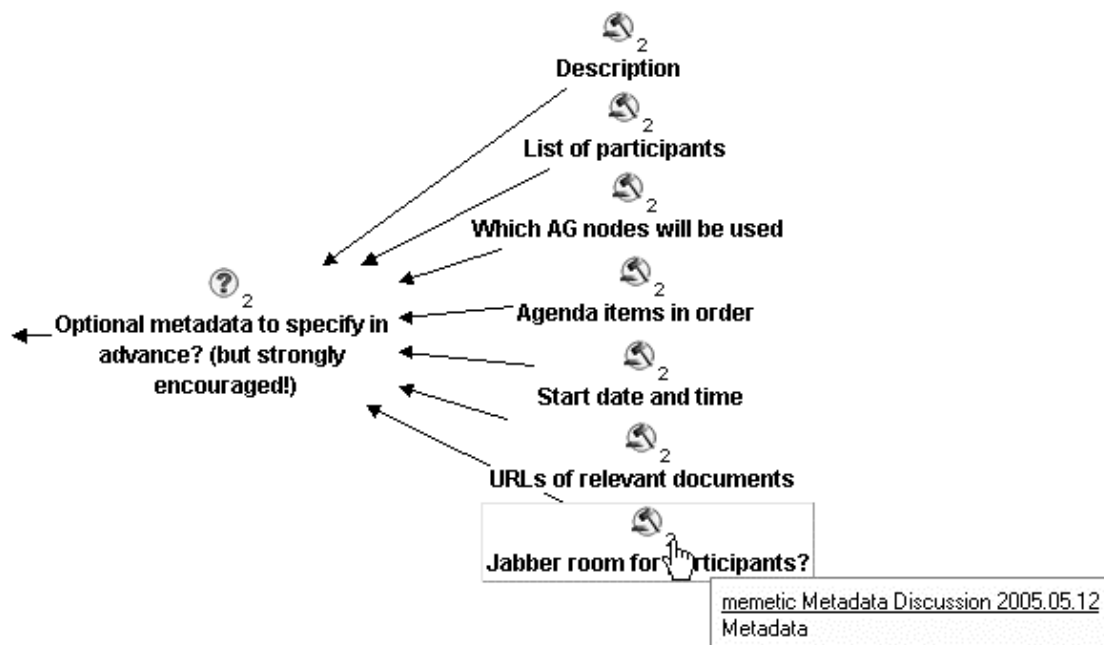 2
Description
2
List of participants
2
Which AG nodes will be used
?
2
Optional metadata to specify in
advance? (but strongly
encouraged!)
2
Agenda items in order
2
Start date and time
2
URLs of relevant documents
2
Jabber room for rticipants?
memetic Metadata Discussion 2005.05.12
Metadata